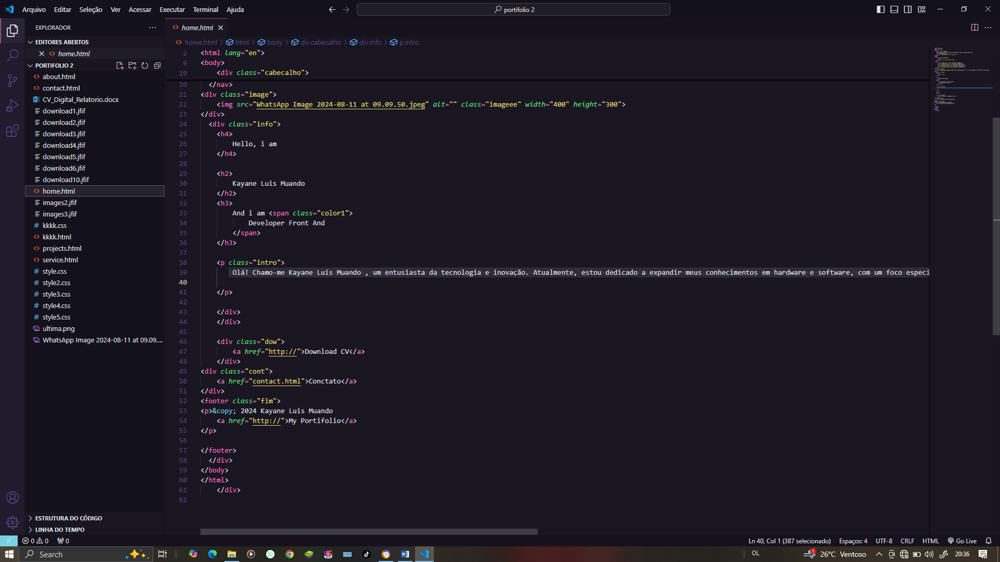 Arquivo Editar Seleção Ver Acessar Executar Terminal Ajuda
portifolio 2
EXPLORADOR
EDITORES ABERTOS
home.html
PORTIFOLIO 2
about.html
contact.html
CV_Digital_Relatorio.docx
download1.jfif
download2.jfif
download3.jfif
download4.jfif
download5.jfif
download6.jfif
download10.jfif
home.html
images2.jfif
images3.jfif
kkkk.css
kkkk.html
projects.html
service.html
style.css
style2.css
style3.css
style4.css
style5.css
ultima.png
WhatsApp Image 2024-08-11 at 09.09....
ESTRUTURA DO CÓDIGO
LINHA DO TEMPO
home.html
home.html > html > body > div.cabecalho > div.info > p.intro
2 <html lang="en">
9 <body>
10 <div class="cabecalho">
20 </nav>
21 <div class="image">
22 <img src="WhatsApp Image 2024-08-11 at 09.09.50.jpeg" alt="" class="imageee" width="400" height="300">
23 </div>
24 <div class="info">
25 <h4>
26 Hello, i am
27 </h4>
28
29 <h2>
30 Kayane Luis Muando
31 </h2>
32 <h3>
33 And i am <span class="color1">
34 Developer Front And
35 </span>
36 </h3>
37
38 <p class="intro">
39 Olá! Chamo-me Kayane Luís Muando , um entusiasta da tecnologia e inovação. Atualmente, estou dedicado a expandir meus conhecimentos em hardware e software, com um foco especi
40
41 </p>
42
43 </div>
44 </div>
45
46 <div class="dow">
47 <a href="http://">Download CV</a>
48 </div>
49 <div class="cont">
50 <a href="contact.html">Conctato</a>
51 </div>
52 <footer class="fim">
53 <p>&copy; 2024 Kayane Luis Muando
54 <a href="http://">My Portifolio</a>
55 </p>
56
57 </footer>
58 </div>
59 </body>
60 </html>
61 </div>
62
0 0 0
Ln 40, Col 1 (387 selecionado) Espaços: 4 UTF-8 CRLF HTML Go Live
Search
OL
1
26°C Ventoso
20:36